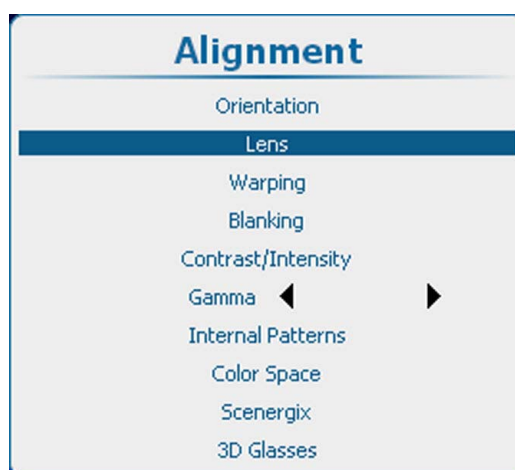 Alignment
Orientation
Lens
Warping
Blanking
Contrast/Intensity
Gamma
Internal Patterns
Color Space
Scenergix
3D Glasses